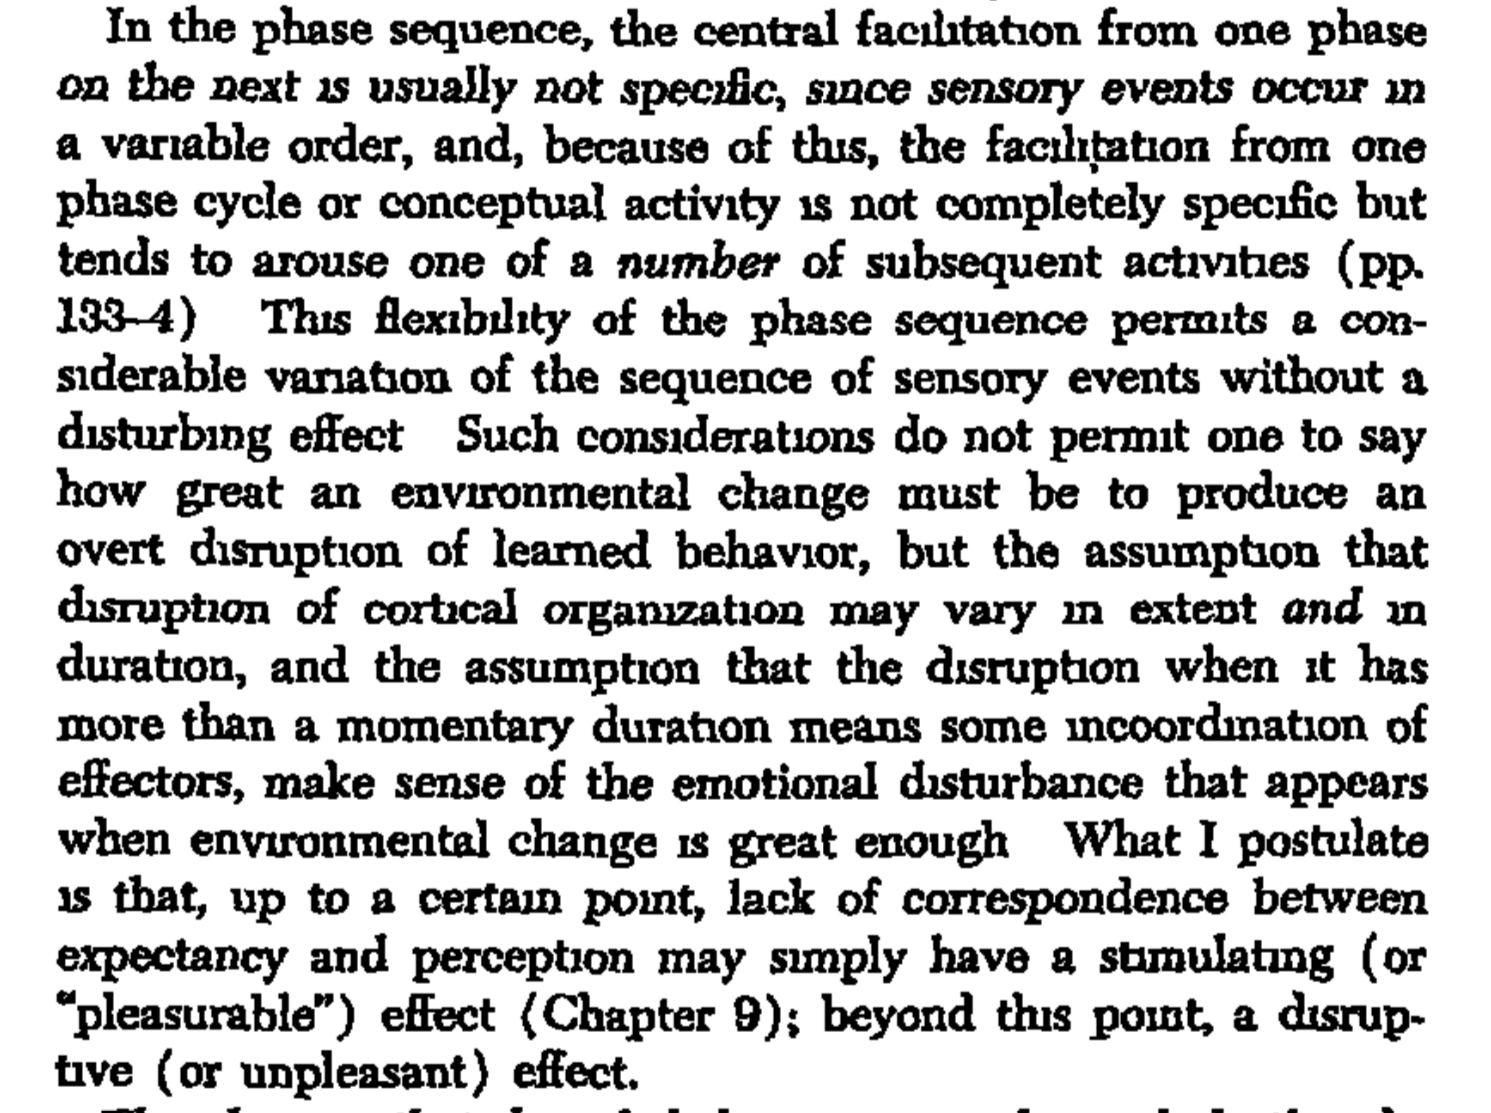 In the phase sequence, the central facilitation from one phase
on the next is usually not specific, since sensory events occur in
a variable order, and, because of this, the facilitation from one
phase cycle or conceptual activity is not completely specific but
tends to arouse one of a number of subsequent activities (pp.
133–4) This flexibility of the phase sequence permits a con-
siderable variation of the sequence of sensory events without a
disturbing effect Such considerations do not permit one to say
how great an environmental change must be to produce an
overt disruption of learned behavior, but the assumption that
disruption of cortical organization may vary in extent and in
duration, and the assumption that the disruption when it has
more than a momentary duration means some incoordination of
effectors, make sense of the emotional disturbance that appears
when environmental change is great enough What I postulate
is that, up to a certain point, lack of correspondence between
expectancy and perception may simply have a stimulating (or
“pleasurable”) effect (Chapter 9); beyond this point, a disrup-
tive (or unpleasant) effect.